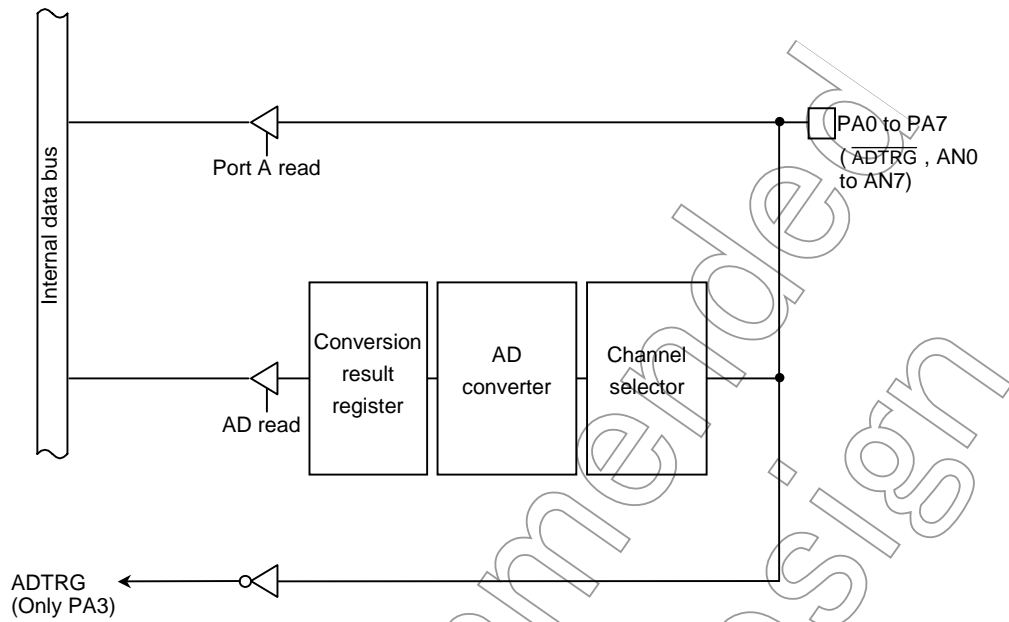 Internal data bus
Port A read
PA0 to PA7
( ADTRG , AN0
to AN7)
Conversion
result
register
AD
converter
Channel
selector
AD read
ADTRG
(Only PA3)